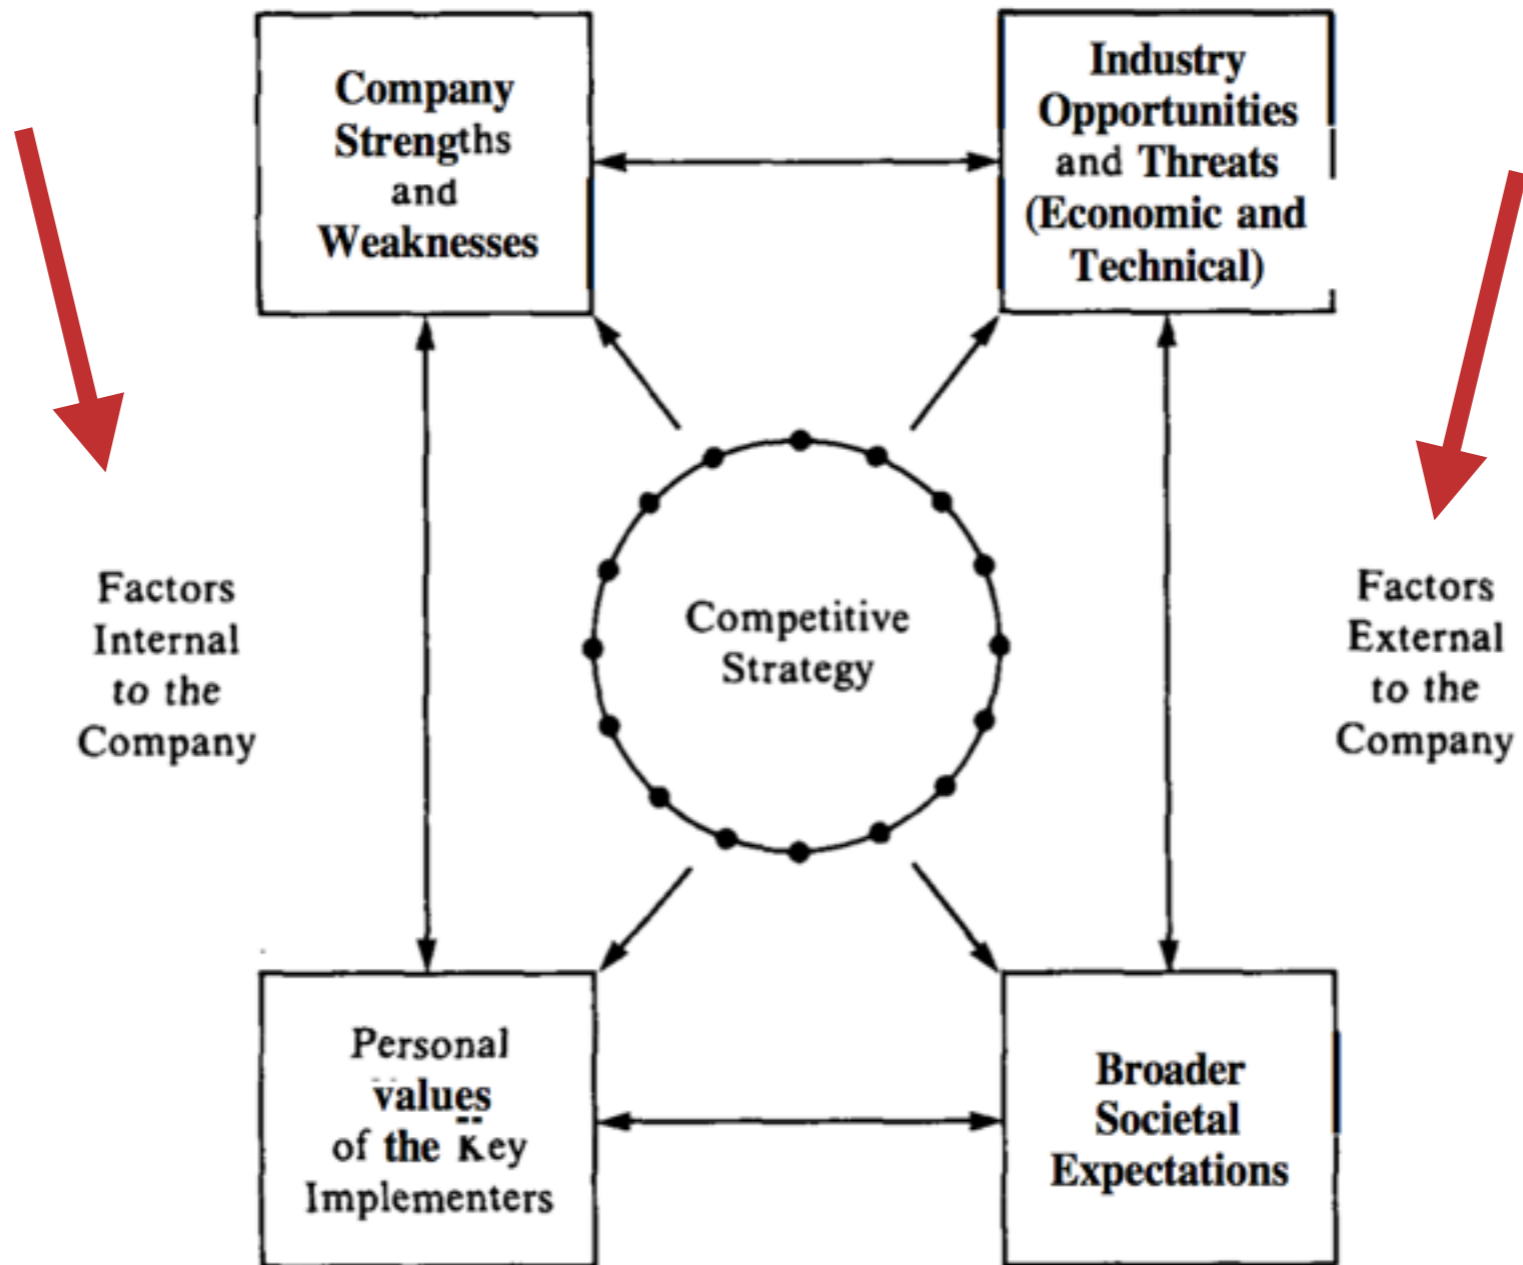 Company
Strengths
and
Weaknesses
Industry
Opportunities
and Threats
(Economic and
Technical)
Factors
Internal
to the
Company
Competitive
Strategy
Factors
External
to the
Company
Personal
values
of the Key
Implementers
Broader
Societal
Expectations